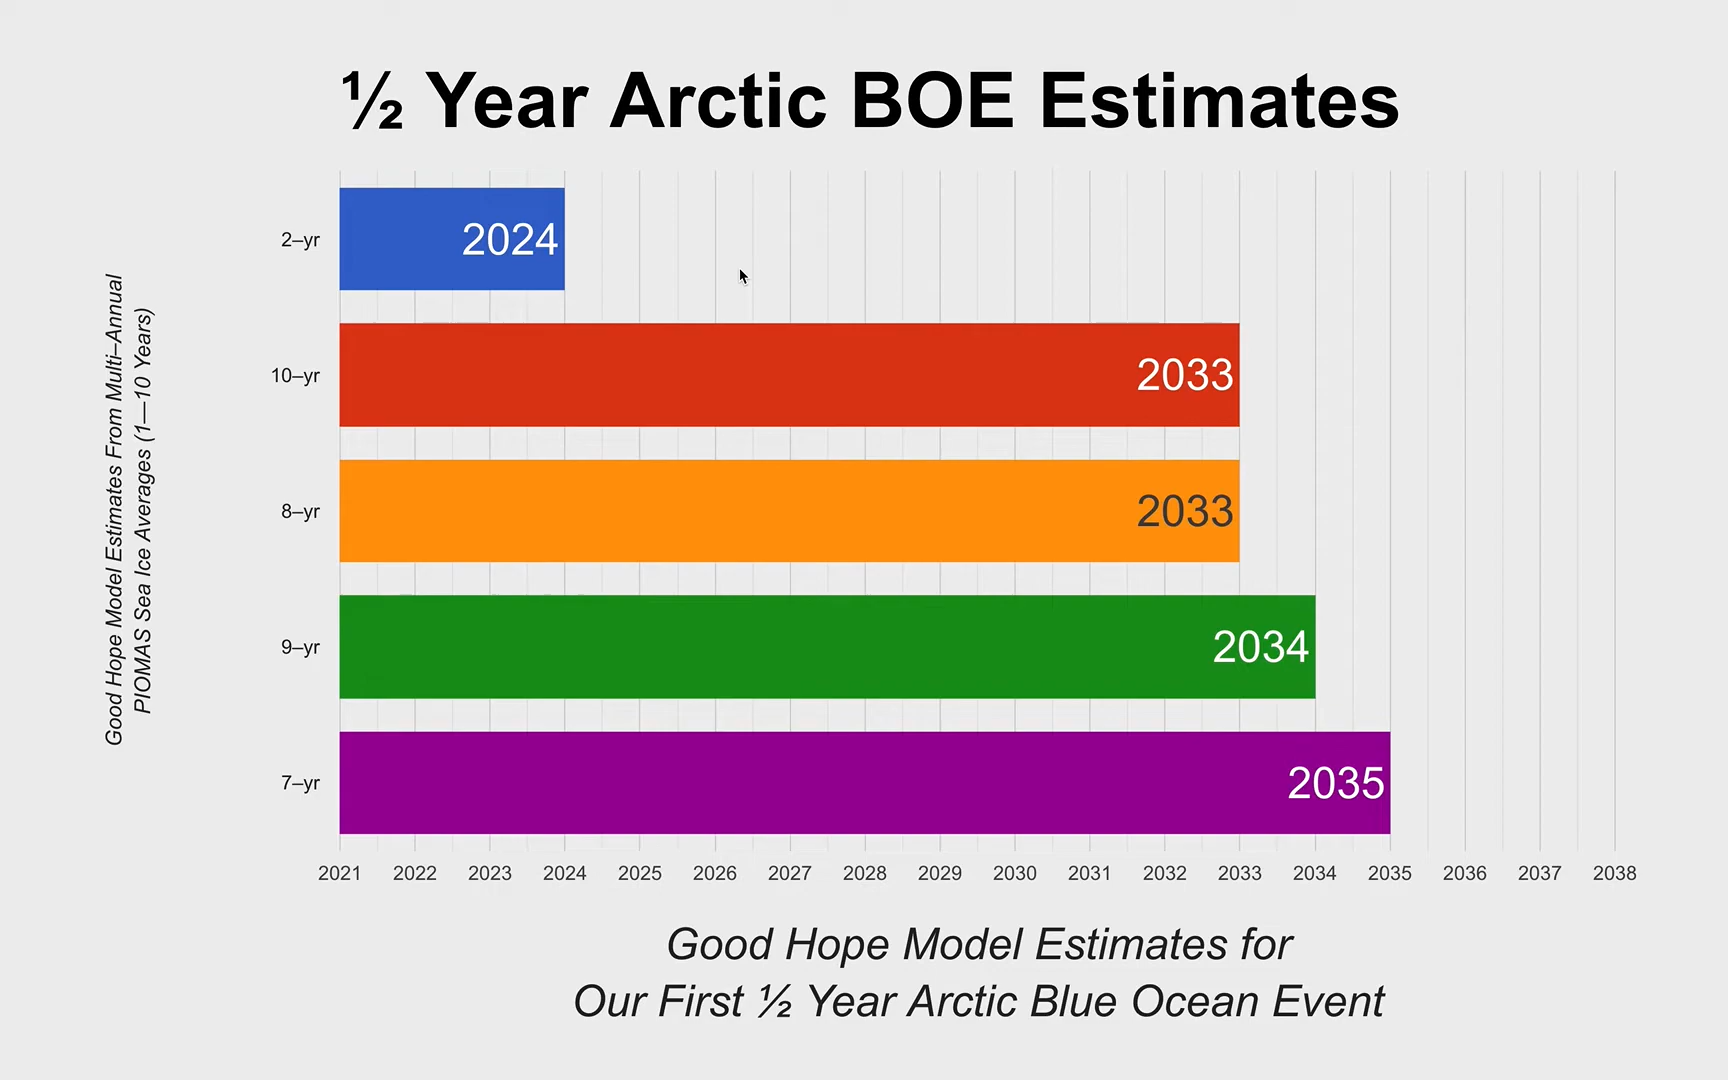 ½ Year Arctic BOE Estimates
Good Hope Model Estimates From Multi–Annual
PIOMAS Sea Ice Averages (1—10 Years)
2–yr
2024
10–yr
2033
8–yr
2033
9–yr
2034
7–yr
2035
2021 2022 2023 2024 2025 2026 2027 2028 2029 2030 2031 2032 2033 2034 2035 2036 2037 2038
Good Hope Model Estimates for
Our First ½ Year Arctic Blue Ocean Event